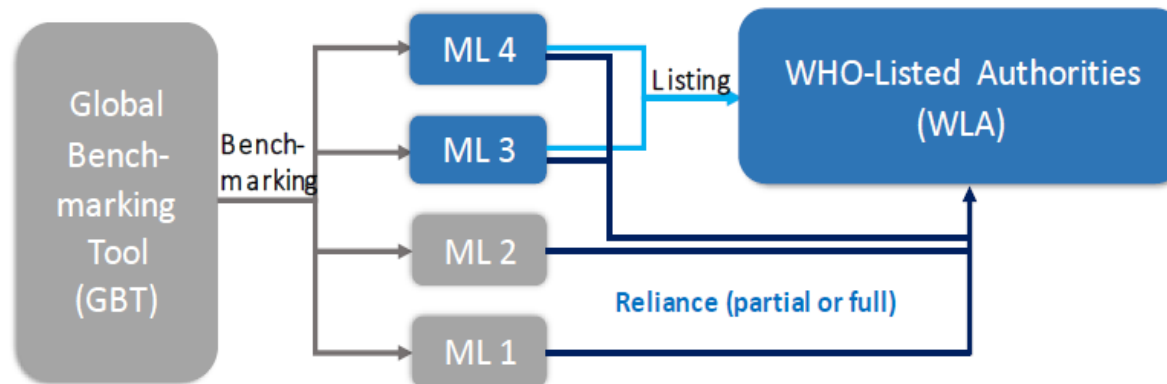 Global
Bench-
marking
Tool
(GBT)
Bench-
marking
ML 4
ML 3
ML 2
ML 1
Listing
WHO-Listed Authorities
(WLA)
Reliance (partial or full)